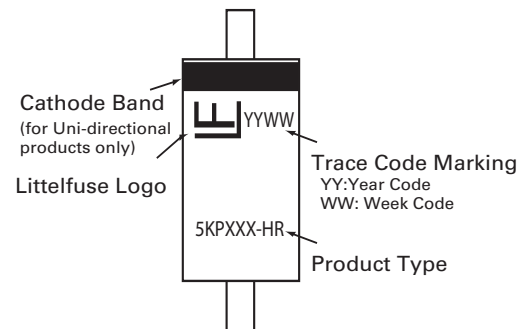 Cathode Band
(for Uni-directional
products only)
Littelfuse Logo
YYWW
Trace Code Marking
YY:Year Code
WW: Week Code
5KPXXX-HR
Product Type